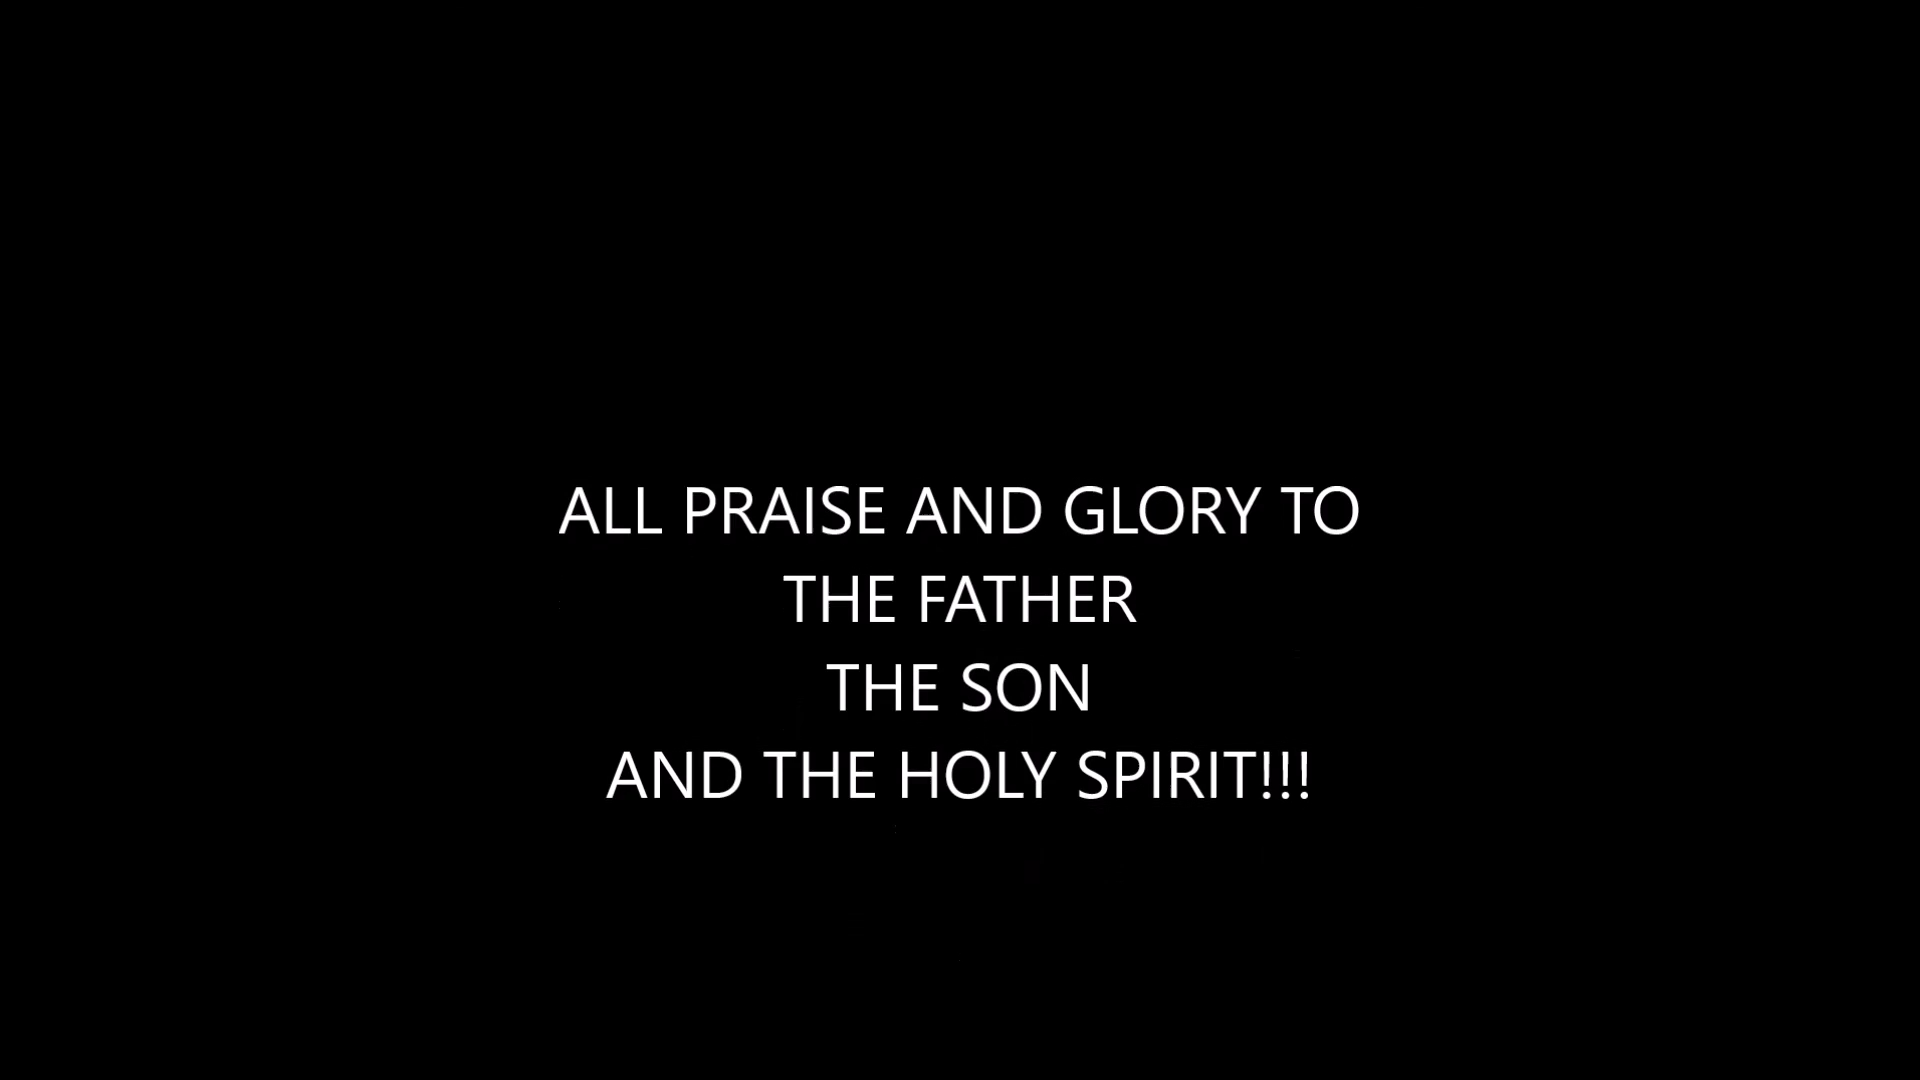 ALL PRAISE AND GLORY TO
THE FATHER
THE SON
AND THE HOLY SPIRIT!!!